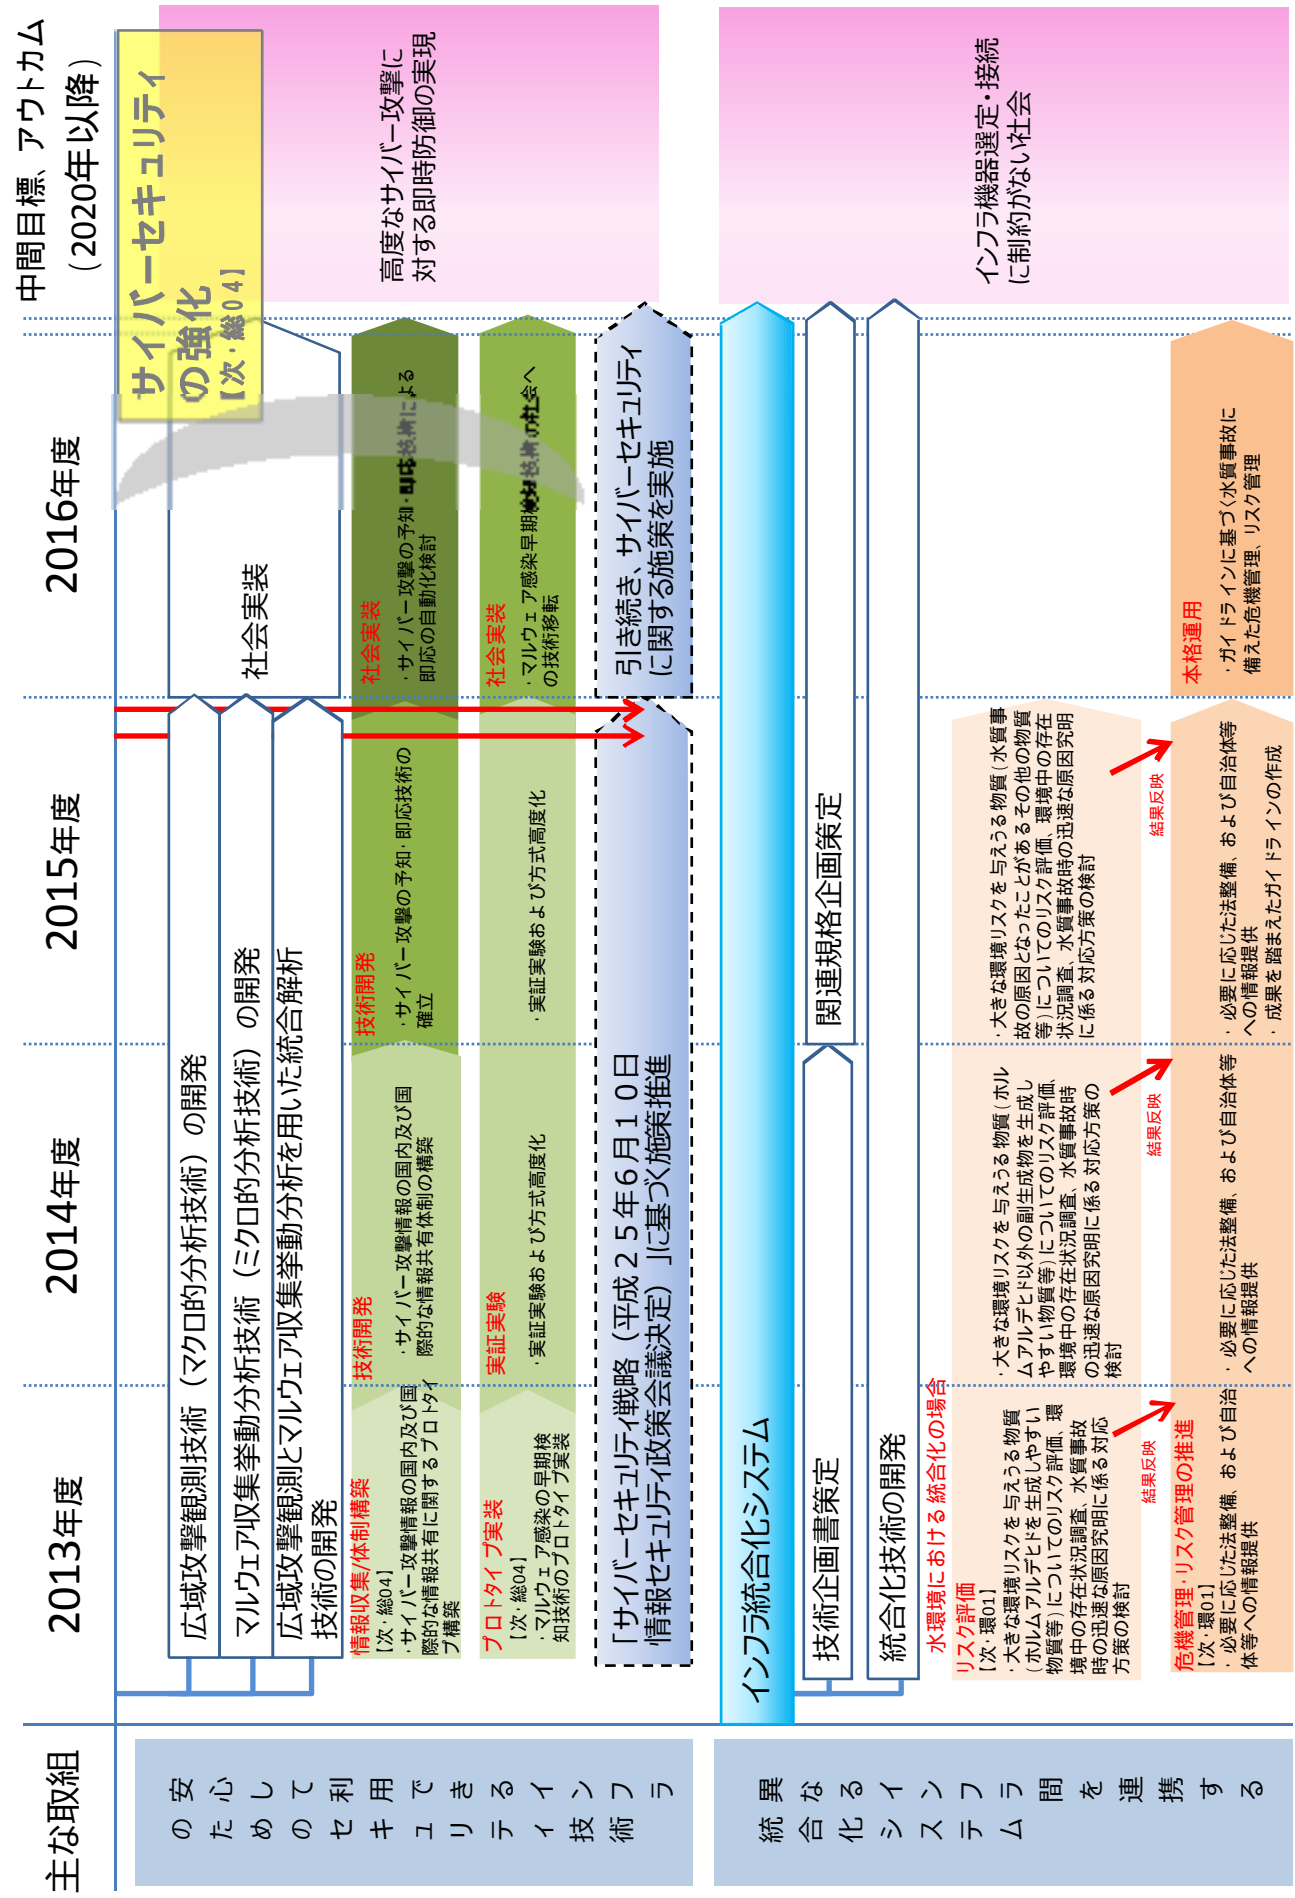 主な取組
2013年度
2014年度
2015年度
2016年度
中間目標、アウトカム
（2020年以降）
サイバーセキュリティ
の強化
【次・総04】
安心して利用できるインフラ
のためのセキュリティ技術
広域攻撃観測技術（マクロ的分析技術）の開発
マルウェア収集挙動分析技術（ミクロ的分析技術）の開発
広域攻撃観測とマルウェア収集挙動分析を用いた統合解析
技術の開発
社会実装
情報収集/体制構築
【次・総04】
・サイバー攻撃情報の国内及び国
際的な情報共有に関するプロトタイ
プ構築
技術開発
・サイバー攻撃情報の国内及び国
際的な情報共有体制の構築
技術開発
・サイバー攻撃の予知・即応技術の
確立
社会実装
・サイバー攻撃の予知・即応技術による
即応の自動化検討
プロトタイプ実装
【次・総04】
・マルウェア感染の早期検
知技術のプロトタイプ実装
実証実験
・実証実験および方式高度化
・実証実験および方式高度化
社会実装
・マルウェア感染早期検知技術の社会へ
の技術移転
「サイバーセキュリティ戦略（平成２５年６月１０日
情報セキュリティ政策会議決定）」に基づく施策推進
引き続き、サイバーセキュリティ
に関する施策を実施
高度なサイバー攻撃に
対する即時防御の実現
異なるインフラ間を連携する
統合化システム
インフラ統合化システム
技術企画書策定
関連規格企画策定
統合化技術の開発
水環境における統合化の場合
リスク評価
【次・環01】
・大きな環境リスクを与えうる物質
（ホルムアルデヒドを生成しやすい
物質等）についてのリスク評価、環
境中の存在状況調査、水質事故
時の迅速な原因究明に係る対応
方策の検討
・大きな環境リスクを与えうる物質（ホル
ムアルデヒド以外の副生成物を生成し
やすい物質等）についてのリスク評価、
環境中の存在状況調査、水質事故時
の迅速な原因究明に係る対応方策の
検討
・大きな環境リスクを与えうる物質（水質事
故の原因となったことがあるその他の物質
等）についてのリスク評価、環境中の存在
状況調査、水質事故時の迅速な原因究明
に係る対応方策の検討
結果反映
結果反映
結果反映
危機管理・リスク管理の推進
【次・環01】
・必要に応じた法整備、および自治
体等への情報提供
・必要に応じた法整備、および自治体等
への情報提供
・必要に応じた法整備、および自治体等
への情報提供
・成果を踏まえたガイドラインの作成
本格運用
・ガイドラインに基づく水質事故に
備えた危機管理、リスク管理
インフラ機器選定・接続
に制約がない社会